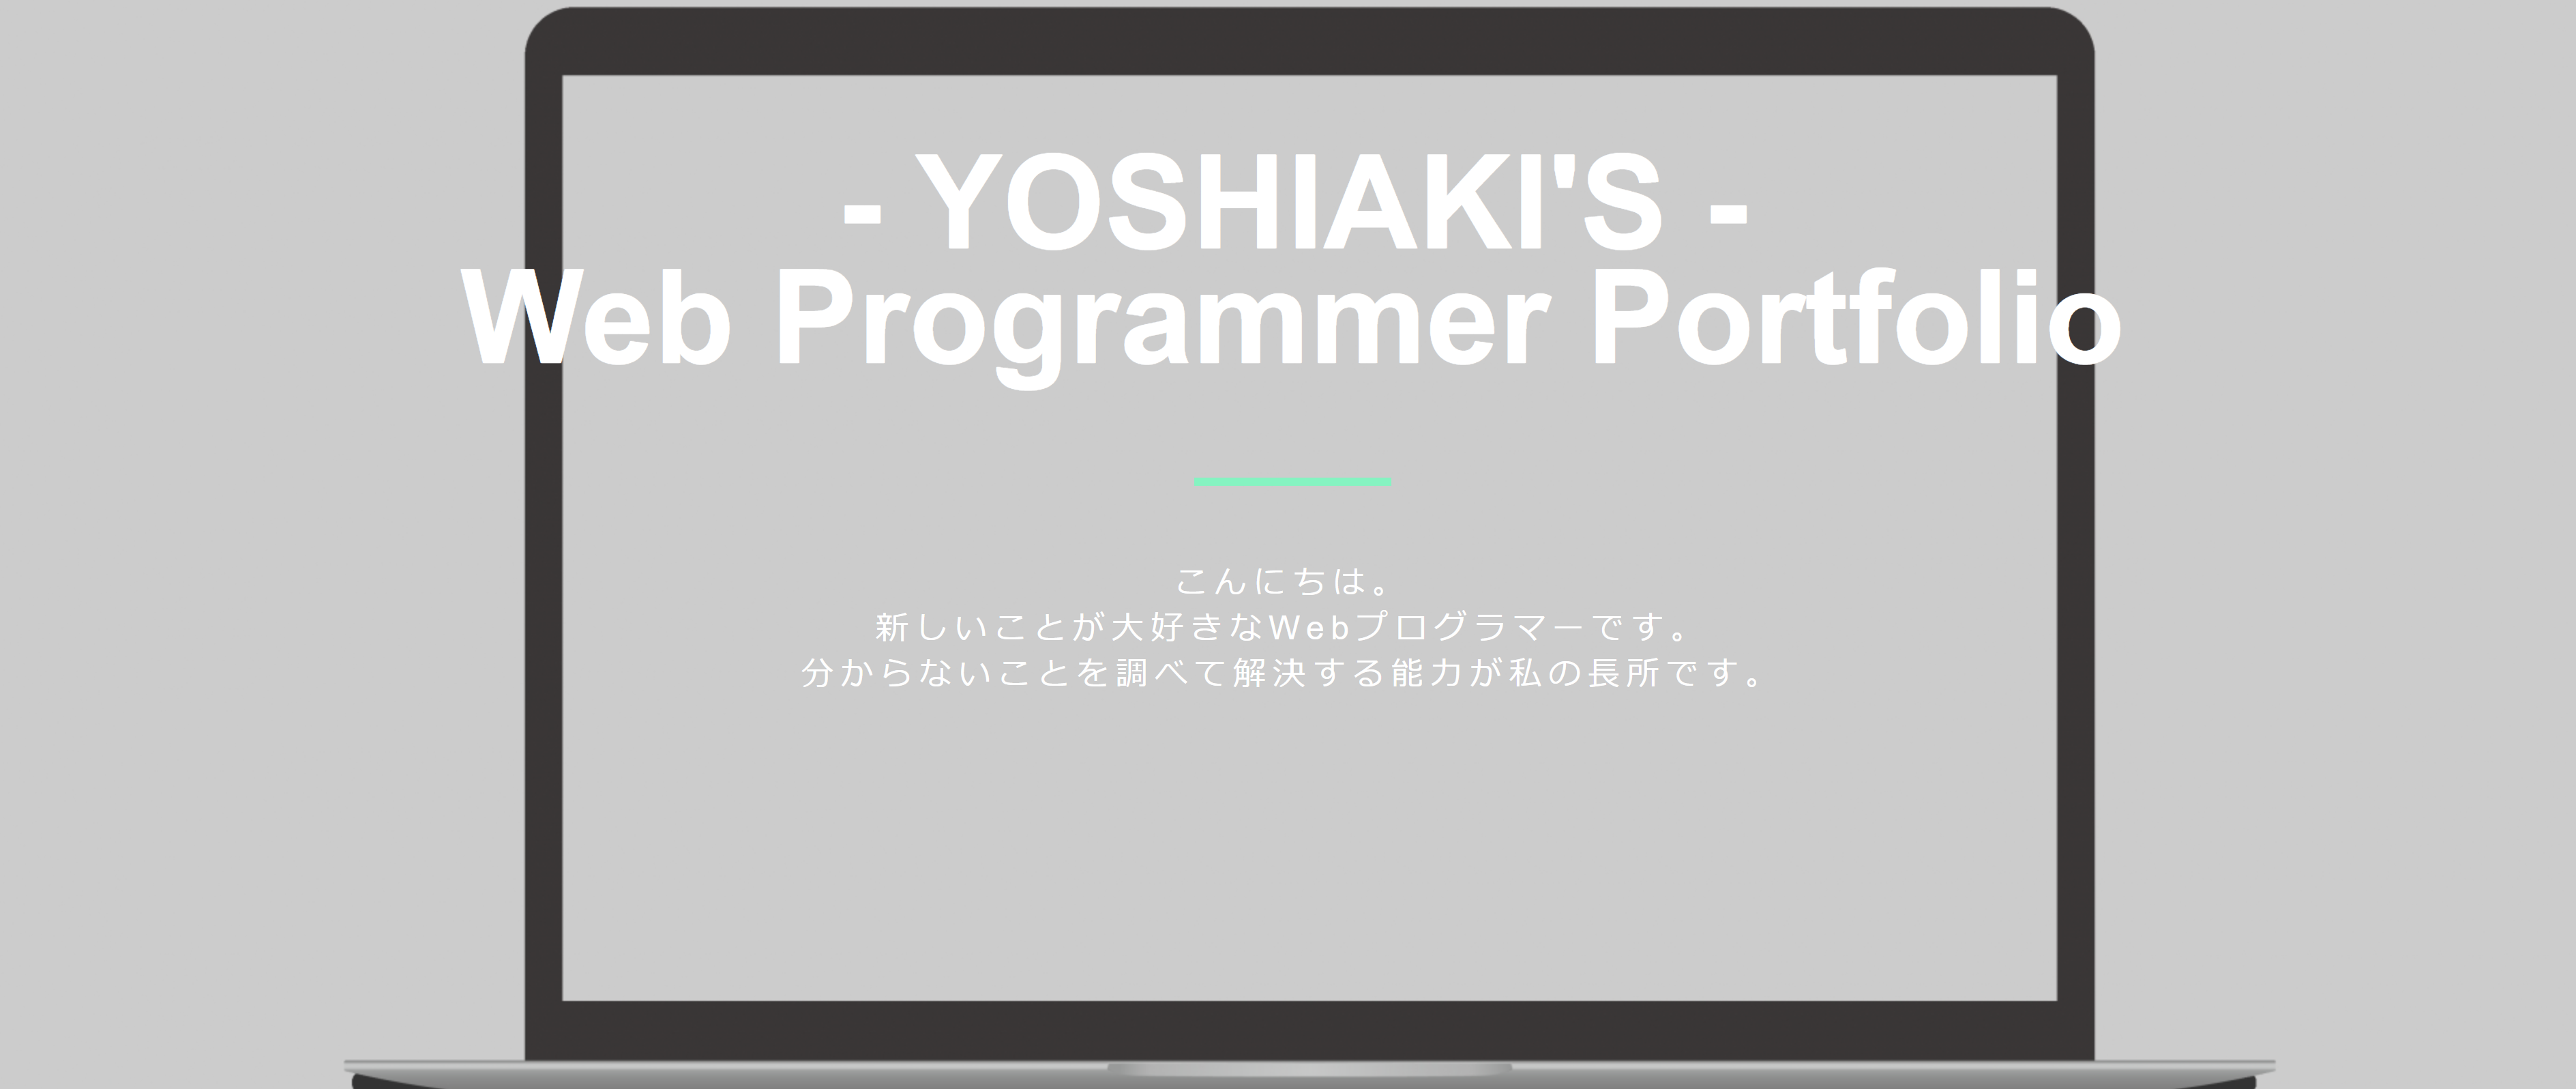 - YOSHIAKI'S -
Web Programmer Portfolio
こんにちは。
新しいことが大好きなWebプログラマーです。
分からないことを調べて解決する能力が私の長所です。